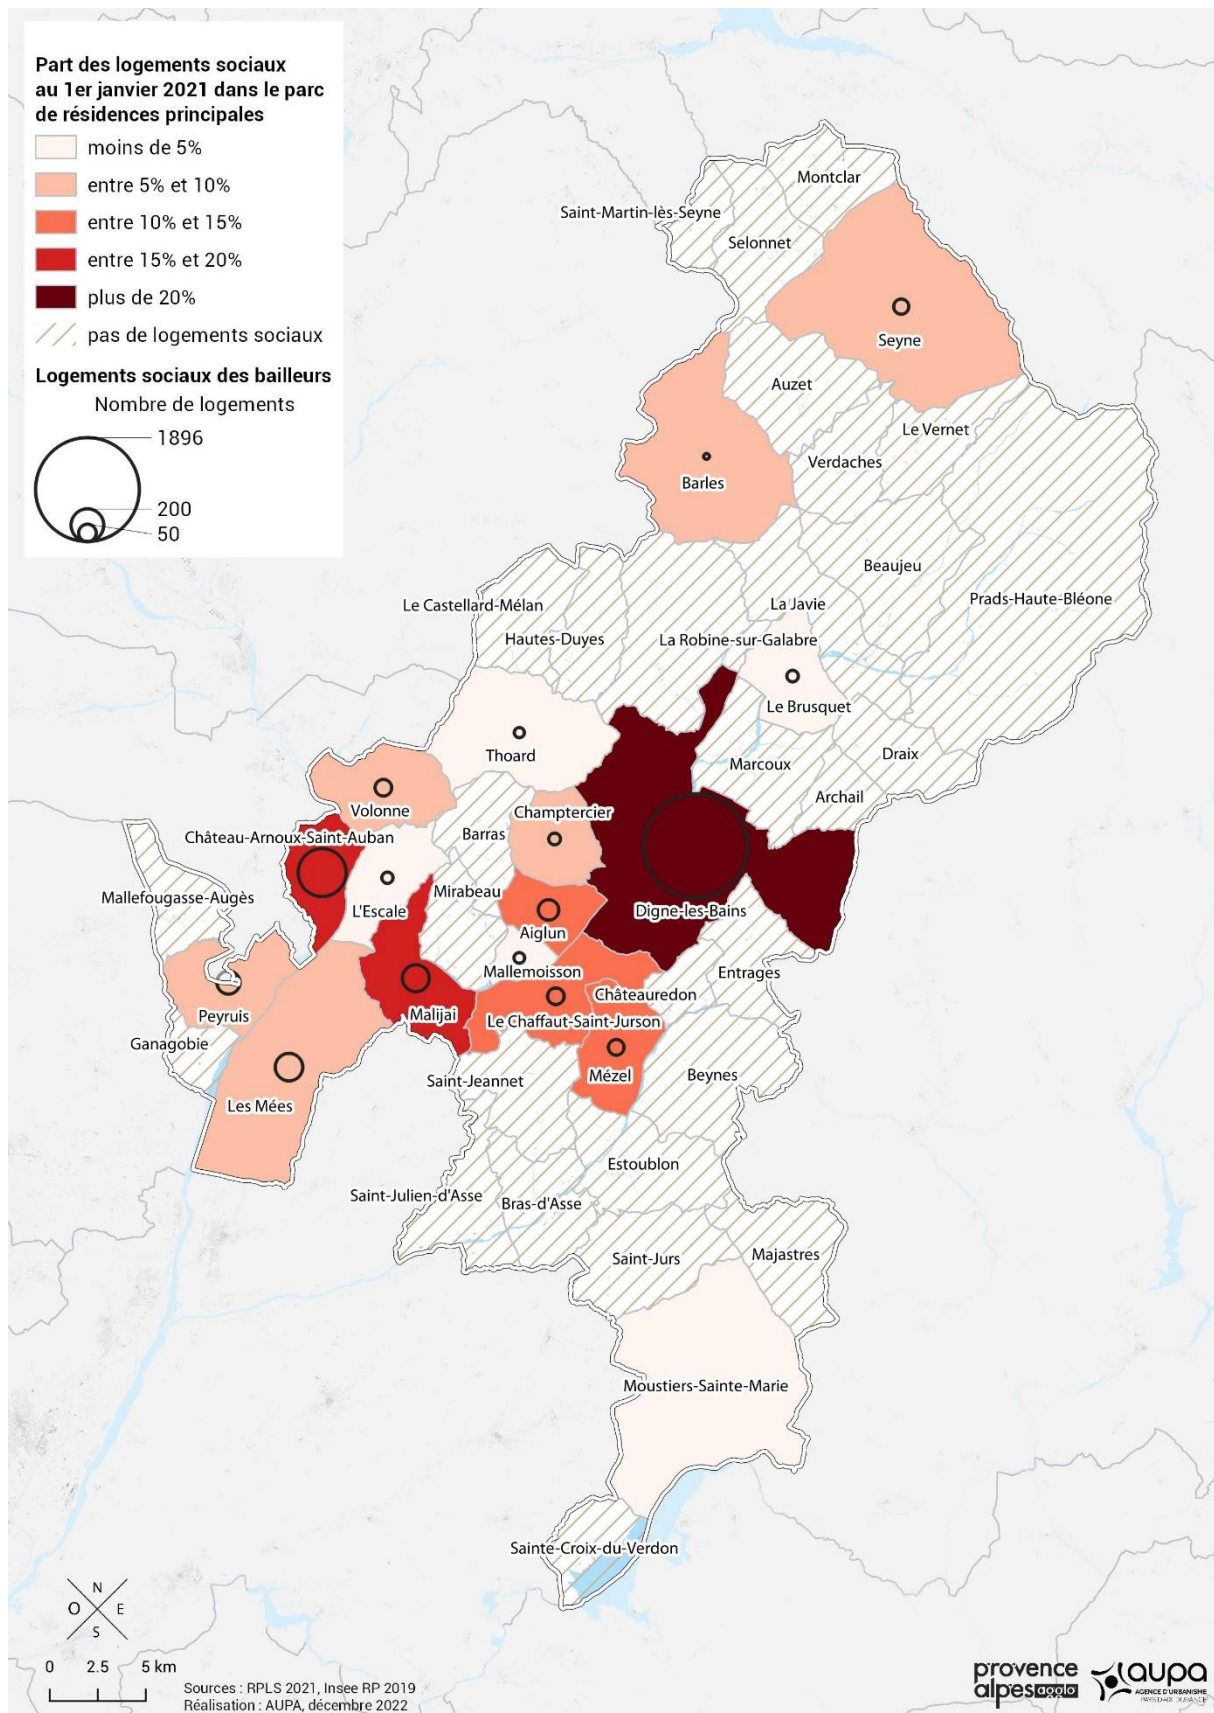 Part des logements sociaux
au 1er janvier 2021 dans le parc
de résidences principales
moins de 5%
entre 5% et 10%
entre 10% et 15%
entre 15% et 20%
plus de 20%
pas de logements sociaux
Logements sociaux des bailleurs
Nombre de logements
1896
200
50
Montclar
Saint-Martin-lès-Seyne
Selonnet
Seyne
Auzet
Le Vernet
Verdaches
Barles
Beaujeu
Prads-Haute-Bléone
La Javie
Le Castellard-Mélan
Hautes-Duyes
La Robine-sur-Galabre
Le Brusquet
Draix
Thoard
Marcoux
Archail
Volonne
Champtercier
Barras
Château-Arnoux-Saint-Auban
Mallefougasse-Augès
Mirabeau
L'Escale
Digne-les-Bains
Aiglun
Mallemoisson
Entrages
Châteauredon
Peyruis
Malijai
Le Chaffaut-Saint-Jurson
Ganagobie
Mézel
Beynes
Saint-Jeannet
Les Mées
Estoublon
Saint-Julien-d'Asse
Bras-d'Asse
Saint-Jurs
Majastres
Moustiers-Sainte-Marie
Sainte-Croix-du-Verdon
N
O E
S
0 2.5 5 km
Sources : RPLS 2021, Insee RP 2019
Réalisation : AUPA, décembre 2022
provence
alpes agglo
aupa
AGENCE D'URBANISME
PAYS D'AIX · DURANCE